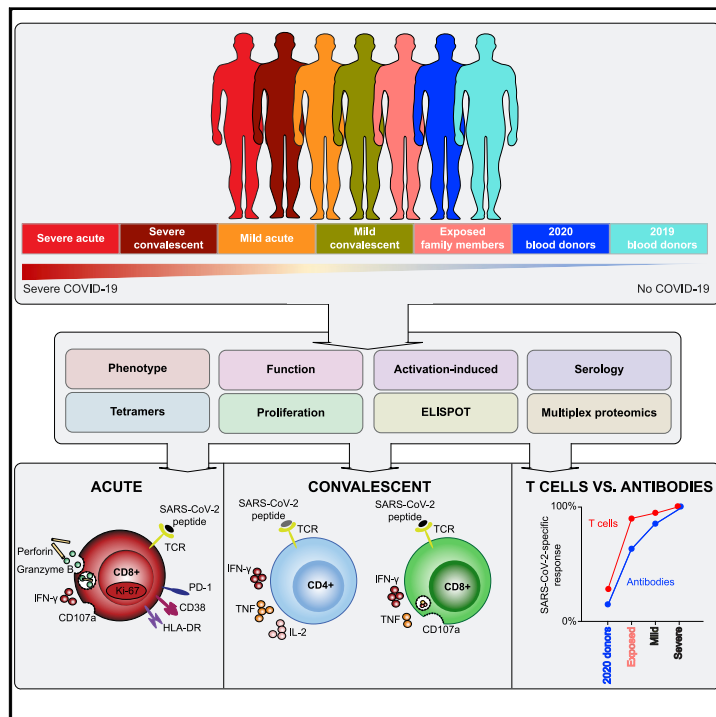 Severe acute
Severe convalescent
Mild acute
Mild convalescent
Exposed family members
2020 blood donors
2019 blood donors
Severe COVID-19
No COVID-19
Phenotype
Function
Activation-induced
Serology
Tetramers
Proliferation
ELISPOT
Multiplex proteomics
ACUTE
SARS-CoV-2
peptide
TCR
Perforin
Granzyme B
CD8+
Ki-67
IFN-γ
CD107a
PD-1
CD38
HLA-DR
CONVALESCENT
SARS-CoV-2
peptide
TCR
IFN-γ
CD4+
TNF
IL-2
SARS-CoV-2
peptide
TCR
IFN-γ
CD8+
TNF
CD107a
T CELLS VS. ANTIBODIES
100%
T cells
SARS-CoV-2-specific
response
Antibodies
0%
2020 donors
Exposed
Mild
Severe